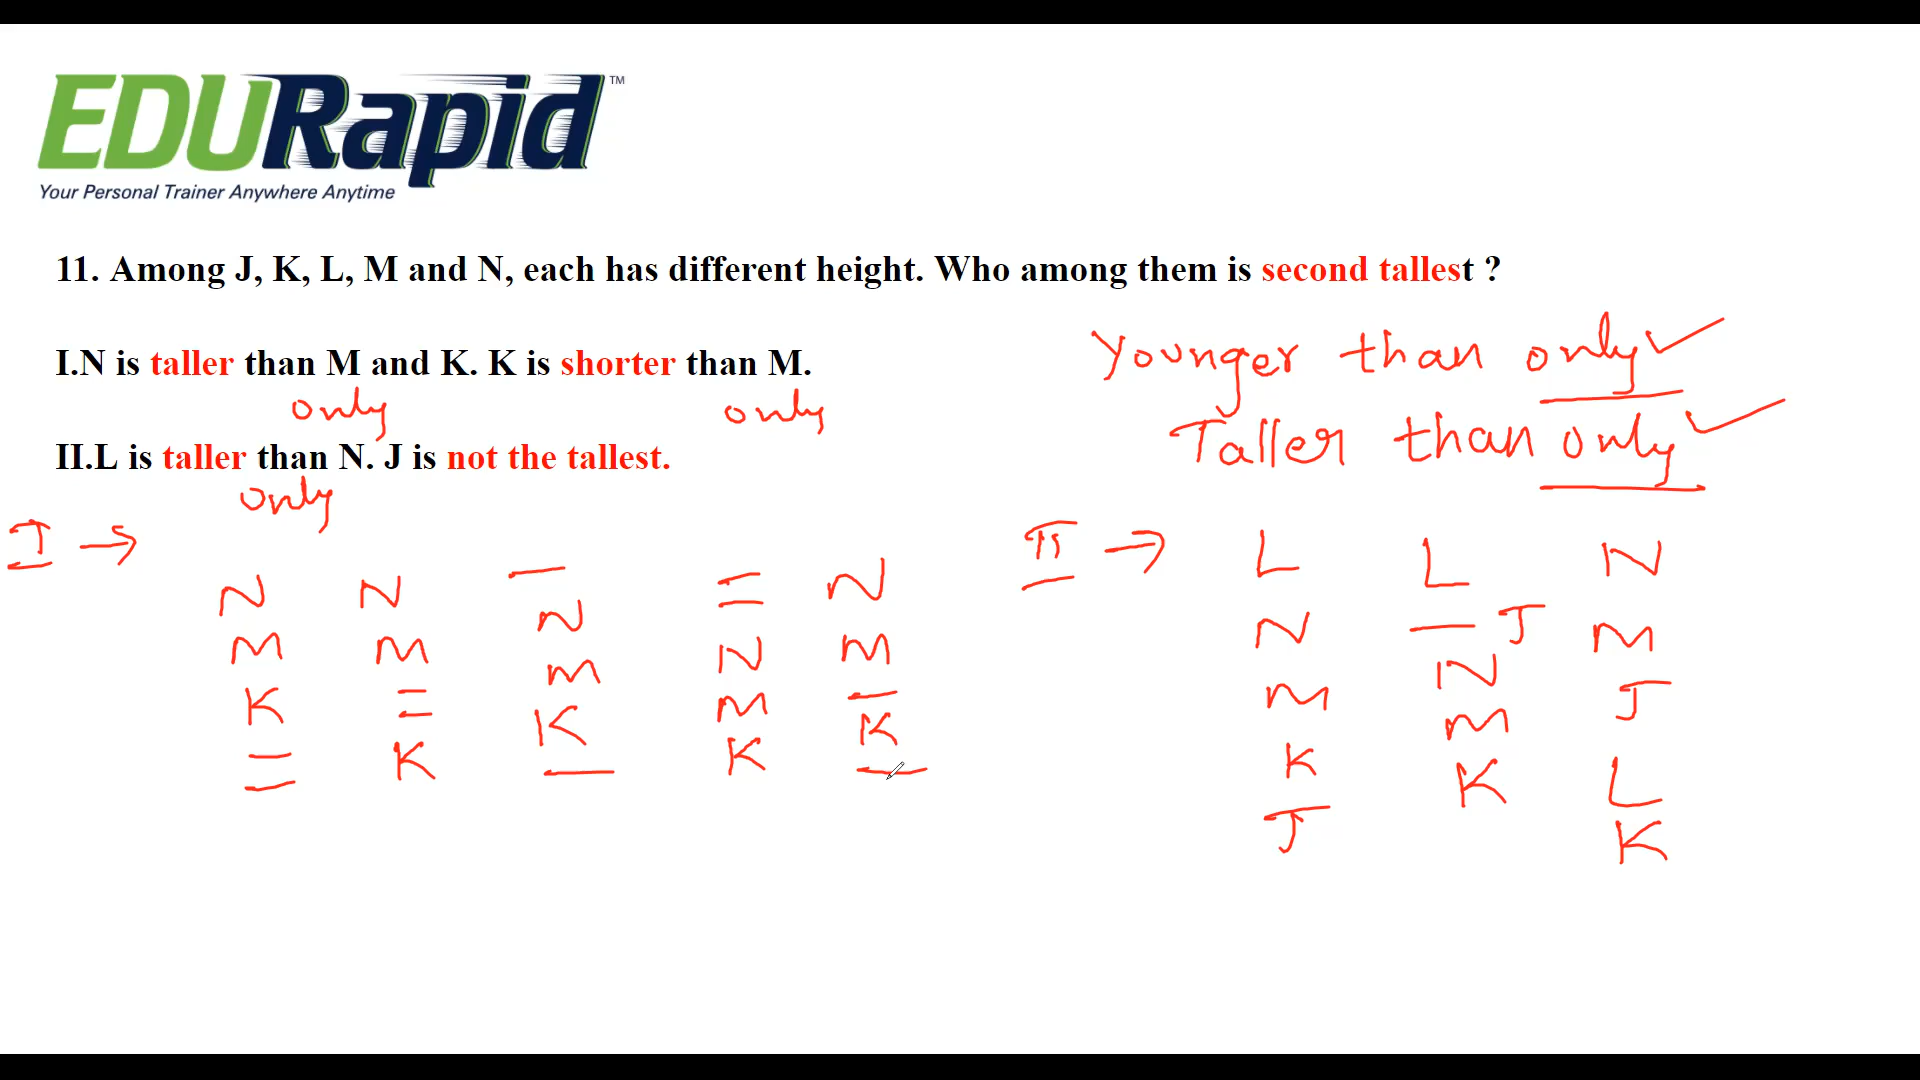 EDURapid™
Your Personal Trainer Anywhere Anytime
11. Among J, K, L, M and N, each has different height. Who among them is second tallest ?
Younger than only ✓
I.N is taller than M and K. K is shorter than M.
only only
Taller than only ✓
II.L is taller than N. J is not the tallest.
only
I →
N M K _ _
N M _ _ K
_ N M K _
_ _ N M K
N M _ K _
II →
L N M K J
L _ J N M K
N M J L K